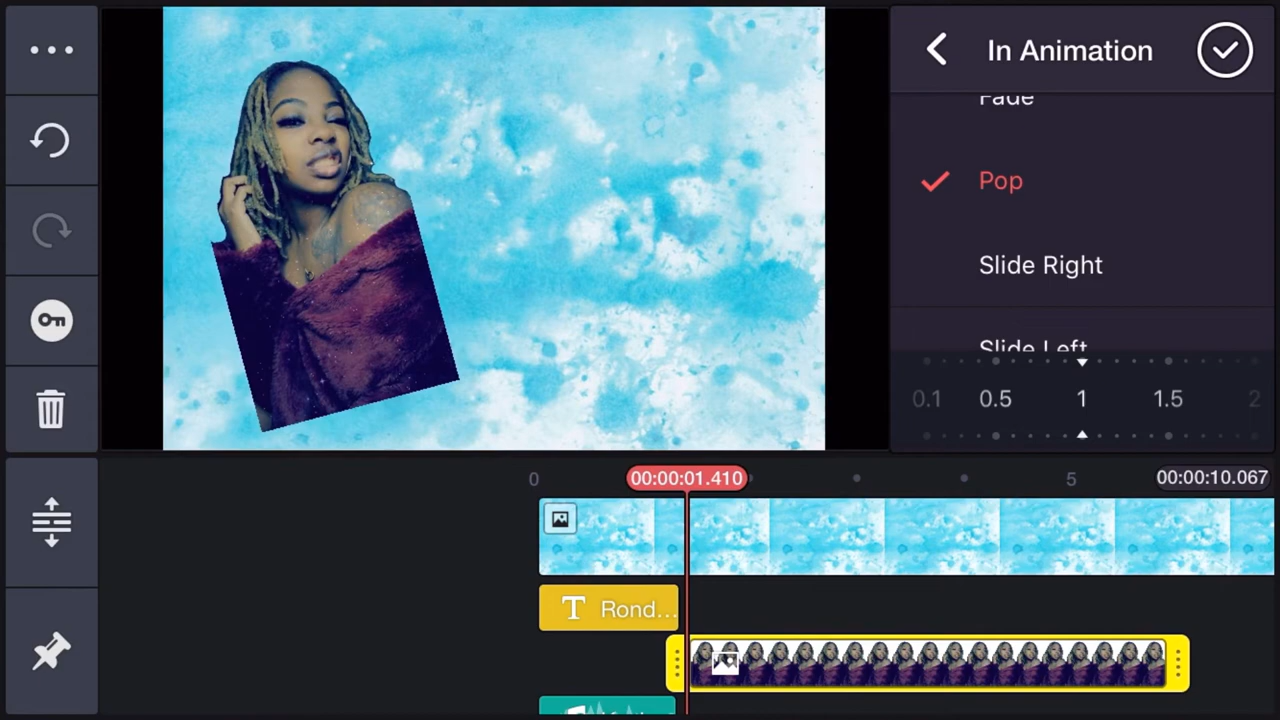 In Animation
Fade
Pop
Slide Right
Slide Left
0.1 0.5 1 1.5 2
0 00:00:01.410 5 00:00:10.067
T Rond...